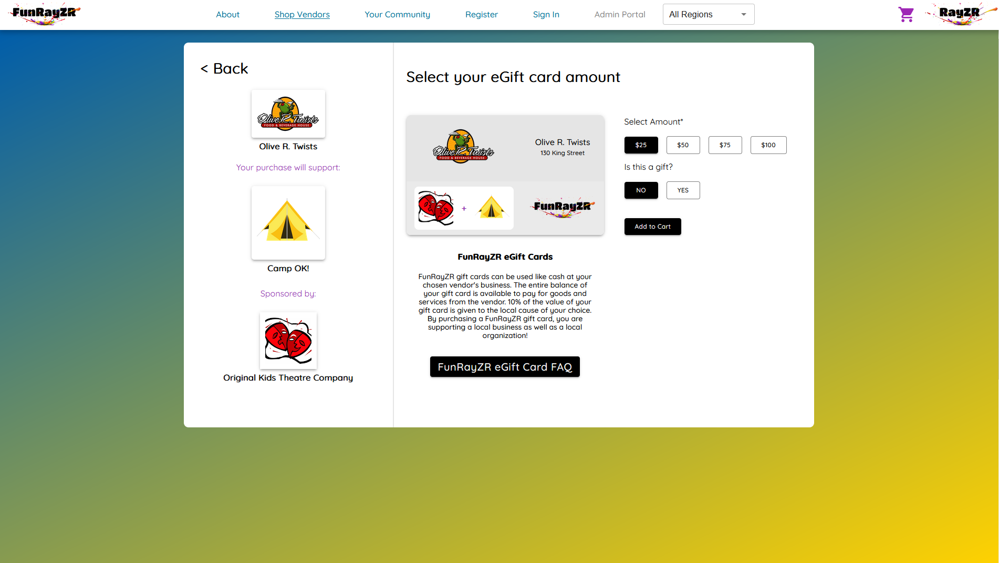 FunRayZR
About
Shop Vendors
Your Community
Register
Sign In
Admin Portal
All Regions
RayZR
< Back
Olive R. Twists
FOOD & BEVERAGE HOUSE
Olive R. Twists
Your purchase will support:
Camp OK!
Sponsored by:
Original Kids Theatre Company
Select your eGift card amount
Olive R. Twists
FOOD & BEVERAGE HOUSE
Olive R. Twists
130 King Street
+
FunRayZR
FunRayZR eGift Cards
FunRayZR gift cards can be used like cash at your
chosen vendor's business. The entire balance of
your gift card is available to pay for goods and
services from the vendor. 10% of the value of your
gift card is given to the local cause of your choice.
By purchasing a FunRayZR gift card, you are
supporting a local business as well as a local
organization!
FunRayZR eGift Card FAQ
Select Amount*
$25
$50
$75
$100
Is this a gift?
NO
YES
Add to Cart